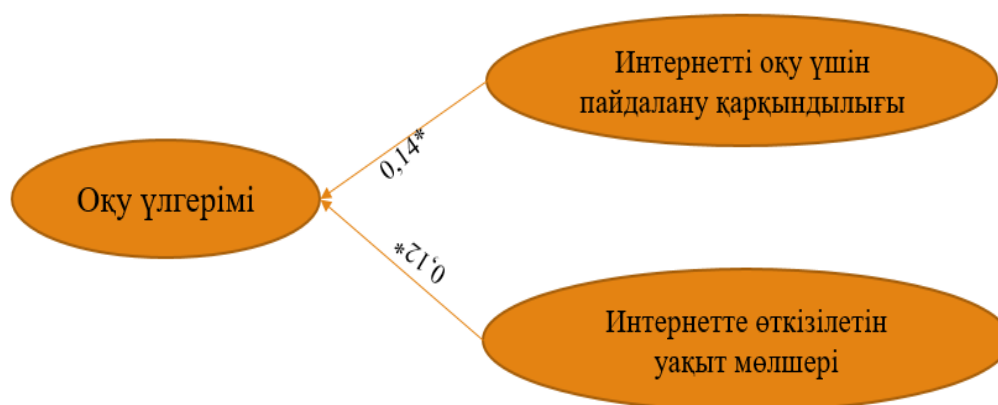 Интернетті оқу үшін
пайдалану қарқындылығы
0,14*
Оқу үлгерімі
0,12*
Интернетте өткізілетін
уақыт мөлшері